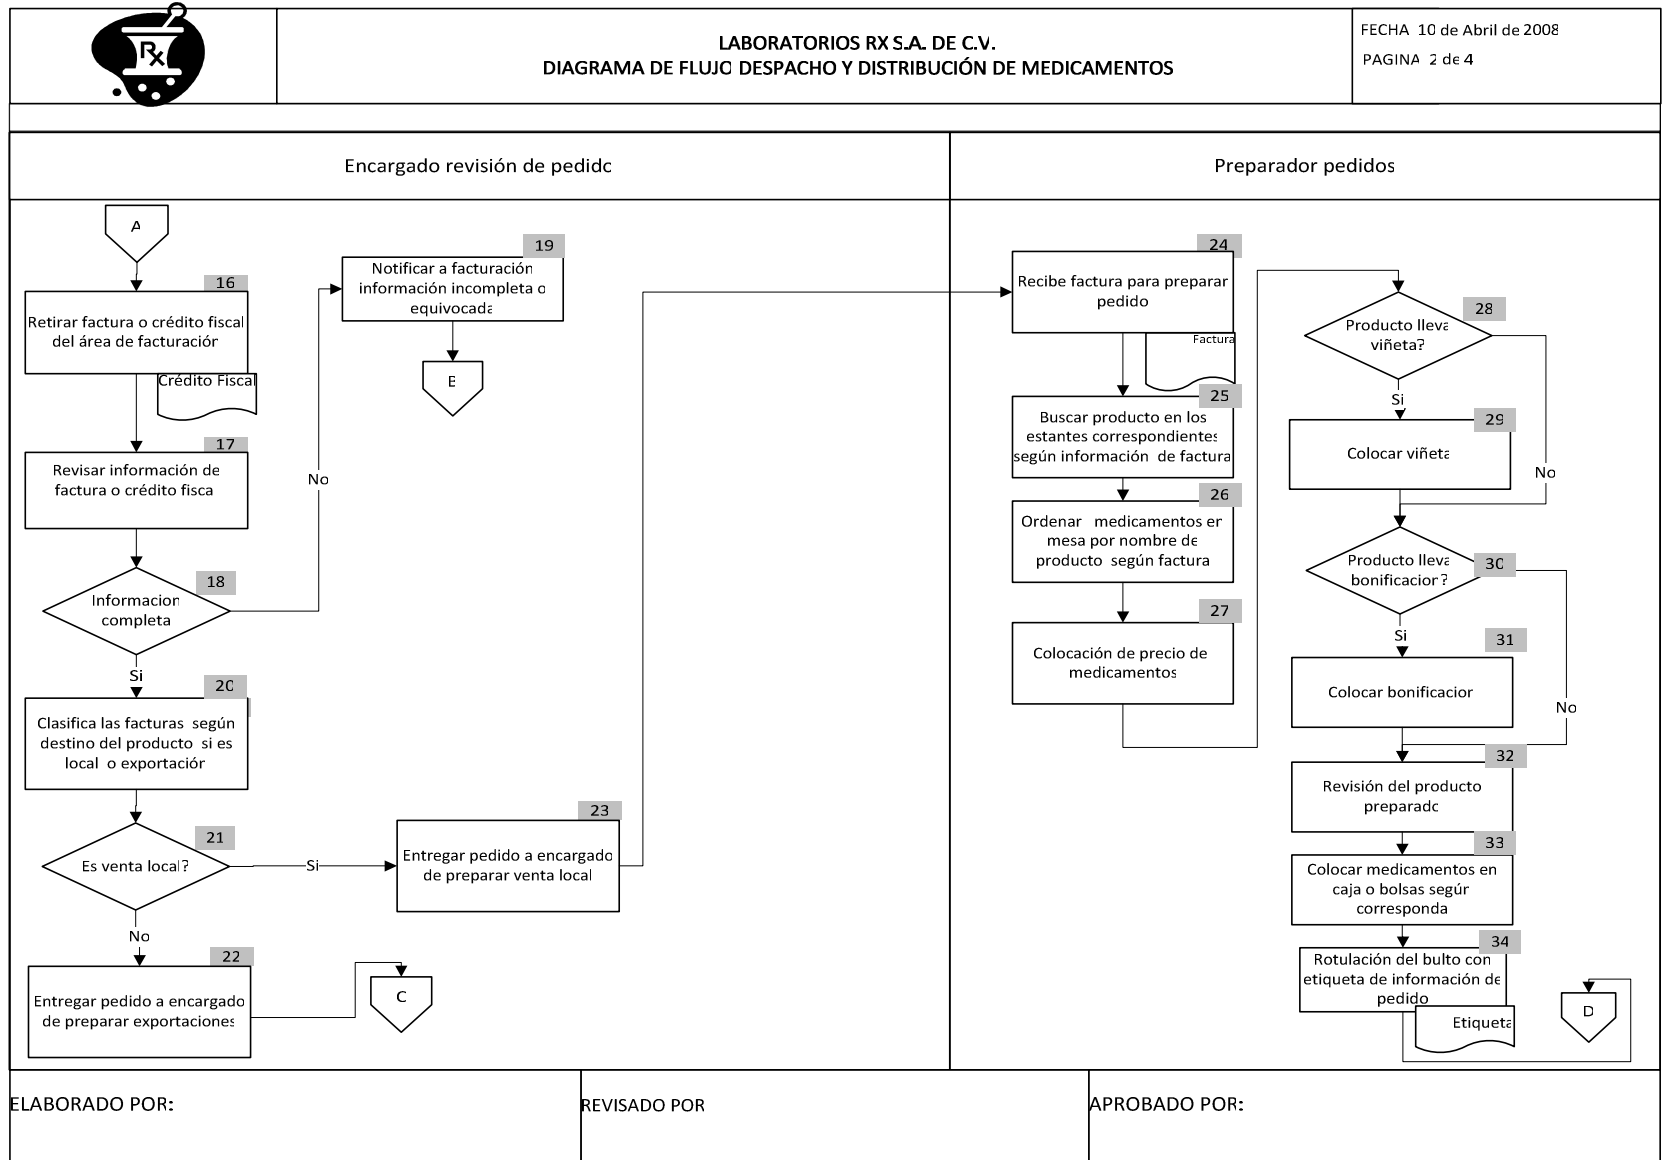 Rx
LABORATORIOS RX S.A. DE C.V.
DIAGRAMA DE FLUJO DESPACHO Y DISTRIBUCIÓN DE MEDICAMENTOS
FECHA 10 de Abril de 2008
PAGINA 2 de 4
Encargado revisión de pedido
Preparador pedidos
A
16
Retirar factura o crédito fiscal
del área de facturación
Crédito Fiscal
17
Revisar información de
factura o crédito fisca
18
Informacion
completa
No
Si
19
Notificar a facturación
información incompleta o
equivocada
B
20
Clasifica las facturas según
destino del producto si es
local o exportación
21
Es venta local?
Si
No
22
Entregar pedido a encargado
de preparar exportaciones
C
23
Entregar pedido a encargado
de preparar venta local
24
Recibe factura para preparar
pedido
Factura
25
Buscar producto en los
estantes correspondientes
según información de factura
26
Ordenar medicamentos en
mesa por nombre de
producto según factura
27
Colocación de precio de
medicamentos
28
Producto lleva
viñeta?
Si
No
29
Colocar viñeta
30
Producto lleva
bonificacion?
Si
No
31
Colocar bonificacion
32
Revisión del producto
preparado
33
Colocar medicamentos en
caja o bolsas según
corresponda
34
Rotulación del bulto con
etiqueta de información de
pedido
Etiqueta
D
ELABORADO POR:
REVISADO POR
APROBADO POR: